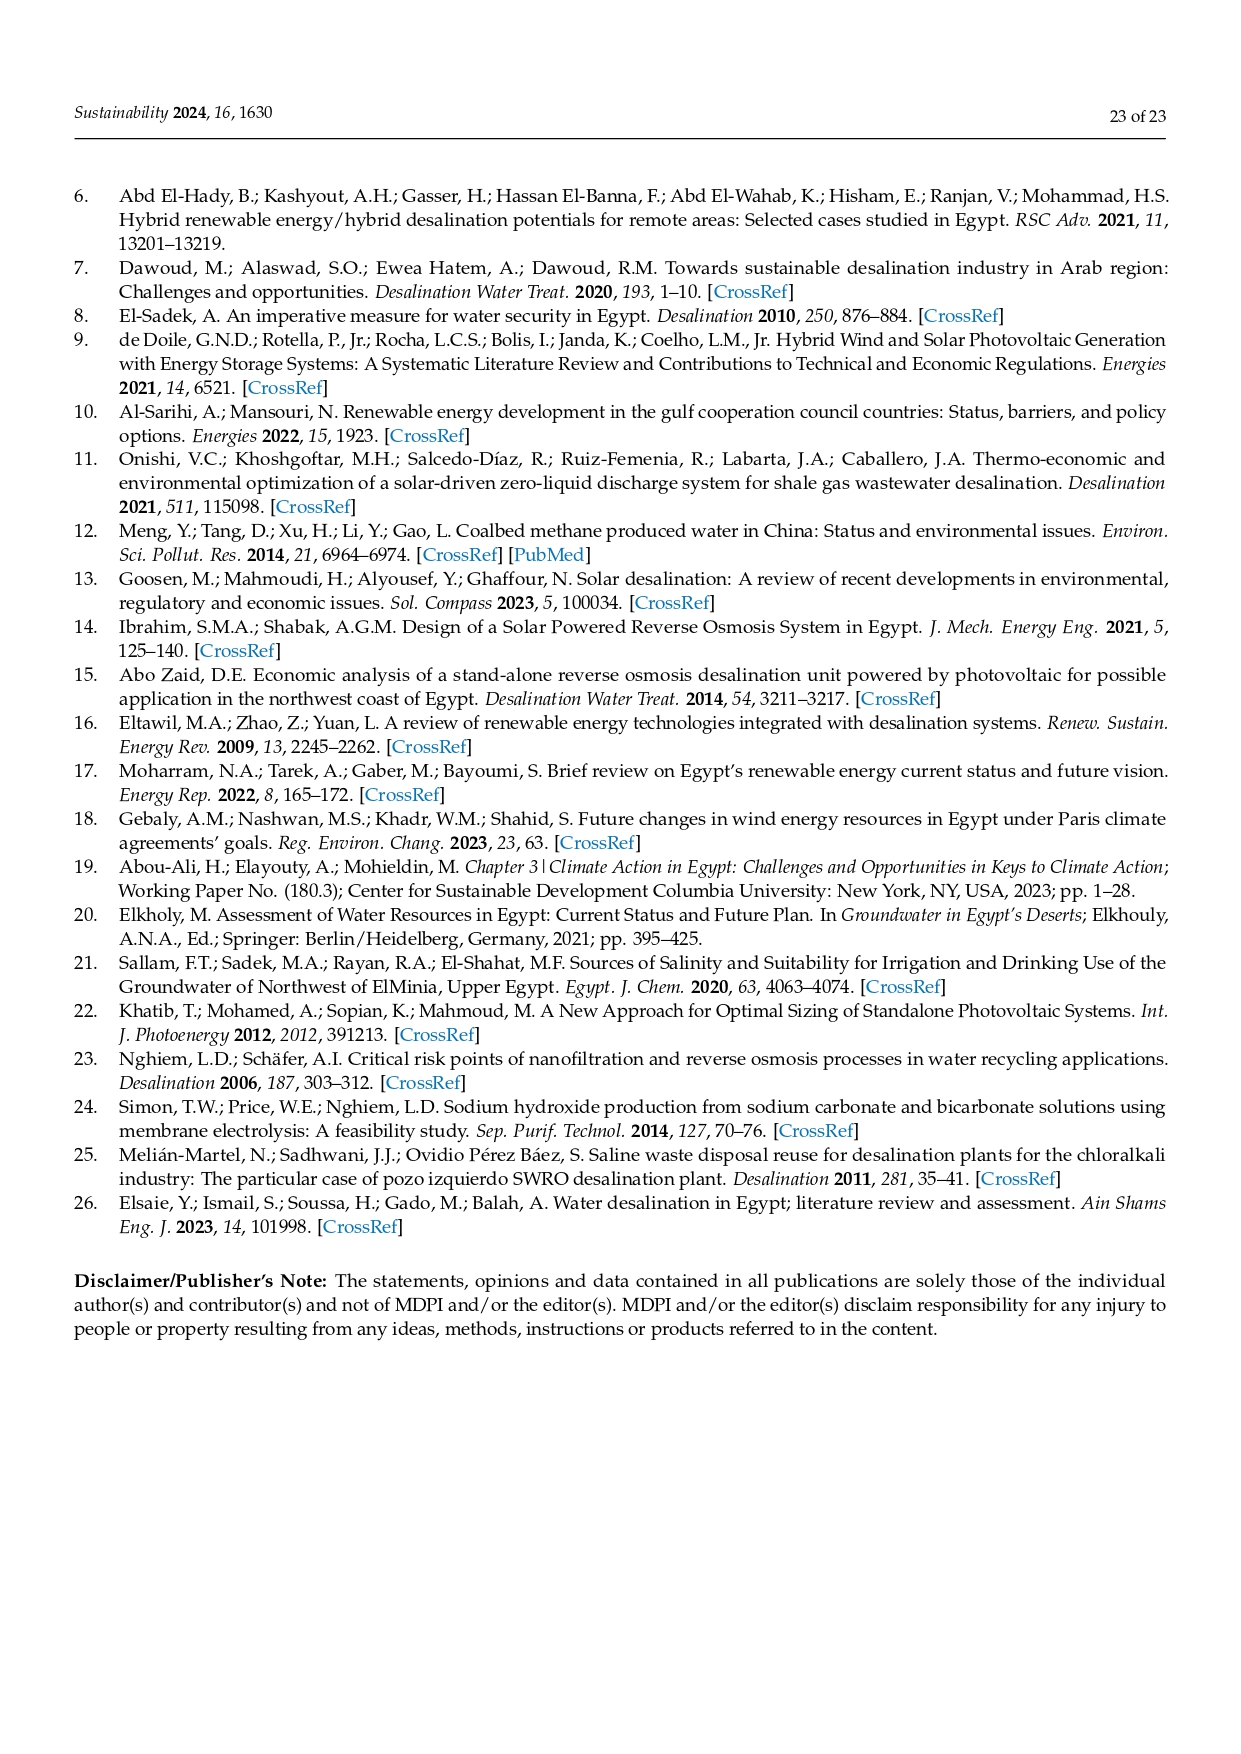 Sustainability 2024, 16, 1630
23 of 23
6. Abd El-Hady, B.; Kashyout, A.H.; Gasser, H.; Hassan El-Banna, F.; Abd El-Wahab, K.; Hisham, E.; Ranjan, V.; Mohammad, H.S.
Hybrid renewable energy/hybrid desalination potentials for remote areas: Selected cases studied in Egypt. RSC Adv. 2021, 11,
13201–13219.
7. Dawoud, M.; Alaswad, S.O.; Ewea Hatem, A.; Dawoud, R.M. Towards sustainable desalination industry in Arab region:
Challenges and opportunities. Desalination Water Treat. 2020, 193, 1–10. [CrossRef]
8. El-Sadek, A. An imperative measure for water security in Egypt. Desalination 2010, 250, 876–884. [CrossRef]
9. de Doile, G.N.D.; Rotella, P., Jr.; Rocha, L.C.S.; Bolis, I.; Janda, K.; Coelho, L.M., Jr. Hybrid Wind and Solar Photovoltaic Generation
with Energy Storage Systems: A Systematic Literature Review and Contributions to Technical and Economic Regulations. Energies
2021, 14, 6521. [CrossRef]
10. Al-Sarihi, A.; Mansouri, N. Renewable energy development in the gulf cooperation council countries: Status, barriers, and policy
options. Energies 2022, 15, 1923. [CrossRef]
11. Onishi, V.C.; Khoshgoftar, M.H.; Salcedo-Díaz, R.; Ruiz-Femenia, R.; Labarta, J.A.; Caballero, J.A. Thermo-economic and
environmental optimization of a solar-driven zero-liquid discharge system for shale gas wastewater desalination. Desalination
2021, 511, 115098. [CrossRef]
12. Meng, Y.; Tang, D.; Xu, H.; Li, Y.; Gao, L. Coalbed methane produced water in China: Status and environmental issues. Environ.
Sci. Pollut. Res. 2014, 21, 6964–6974. [CrossRef] [PubMed]
13. Goosen, M.; Mahmoudi, H.; Alyousef, Y.; Ghaffour, N. Solar desalination: A review of recent developments in environmental,
regulatory and economic issues. Sol. Compass 2023, 5, 100034. [CrossRef]
14. Ibrahim, S.M.A.; Shabak, A.G.M. Design of a Solar Powered Reverse Osmosis System in Egypt. J. Mech. Energy Eng. 2021, 5,
125–140. [CrossRef]
15. Abo Zaid, D.E. Economic analysis of a stand-alone reverse osmosis desalination unit powered by photovoltaic for possible
application in the northwest coast of Egypt. Desalination Water Treat. 2014, 54, 3211–3217. [CrossRef]
16. Eltawil, M.A.; Zhao, Z.; Yuan, L. A review of renewable energy technologies integrated with desalination systems. Renew. Sustain.
Energy Rev. 2009, 13, 2245–2262. [CrossRef]
17. Moharram, N.A.; Tarek, A.; Gaber, M.; Bayoumi, S. Brief review on Egypt’s renewable energy current status and future vision.
Energy Rep. 2022, 8, 165–172. [CrossRef]
18. Gebaly, A.M.; Nashwan, M.S.; Khadr, W.M.; Shahid, S. Future changes in wind energy resources in Egypt under Paris climate
agreements’ goals. Reg. Environ. Chang. 2023, 23, 63. [CrossRef]
19. Abou-Ali, H.; Elayouty, A.; Mohieldin, M. Chapter 3|Climate Action in Egypt: Challenges and Opportunities in Keys to Climate Action;
Working Paper No. (180.3); Center for Sustainable Development Columbia University: New York, NY, USA, 2023; pp. 1–28.
20. Elkholy, M. Assessment of Water Resources in Egypt: Current Status and Future Plan. In Groundwater in Egypt’s Deserts; Elkhouly,
A.N.A., Ed.; Springer: Berlin/Heidelberg, Germany, 2021; pp. 395–425.
21. Sallam, F.T.; Sadek, M.A.; Rayan, R.A.; El-Shahat, M.F. Sources of Salinity and Suitability for Irrigation and Drinking Use of the
Groundwater of Northwest of ElMinia, Upper Egypt. Egypt. J. Chem. 2020, 63, 4063–4074. [CrossRef]
22. Khatib, T.; Mohamed, A.; Sopian, K.; Mahmoud, M. A New Approach for Optimal Sizing of Standalone Photovoltaic Systems. Int.
J. Photoenergy 2012, 2012, 391213. [CrossRef]
23. Nghiem, L.D.; Schäfer, A.I. Critical risk points of nanofiltration and reverse osmosis processes in water recycling applications.
Desalination 2006, 187, 303–312. [CrossRef]
24. Simon, T.W.; Price, W.E.; Nghiem, L.D. Sodium hydroxide production from sodium carbonate and bicarbonate solutions using
membrane electrolysis: A feasibility study. Sep. Purif. Technol. 2014, 127, 70–76. [CrossRef]
25. Melián-Martel, N.; Sadhwani, J.J.; Ovidio Pérez Báez, S. Saline waste disposal reuse for desalination plants for the chloralkali
industry: The particular case of pozo izquierdo SWRO desalination plant. Desalination 2011, 281, 35–41. [CrossRef]
26. Elsaie, Y.; Ismail, S.; Soussa, H.; Gado, M.; Balah, A. Water desalination in Egypt; literature review and assessment. Ain Shams
Eng. J. 2023, 14, 101998. [CrossRef]
Disclaimer/Publisher’s Note: The statements, opinions and data contained in all publications are solely those of the individual
author(s) and contributor(s) and not of MDPI and/or the editor(s). MDPI and/or the editor(s) disclaim responsibility for any injury to
people or property resulting from any ideas, methods, instructions or products referred to in the content.